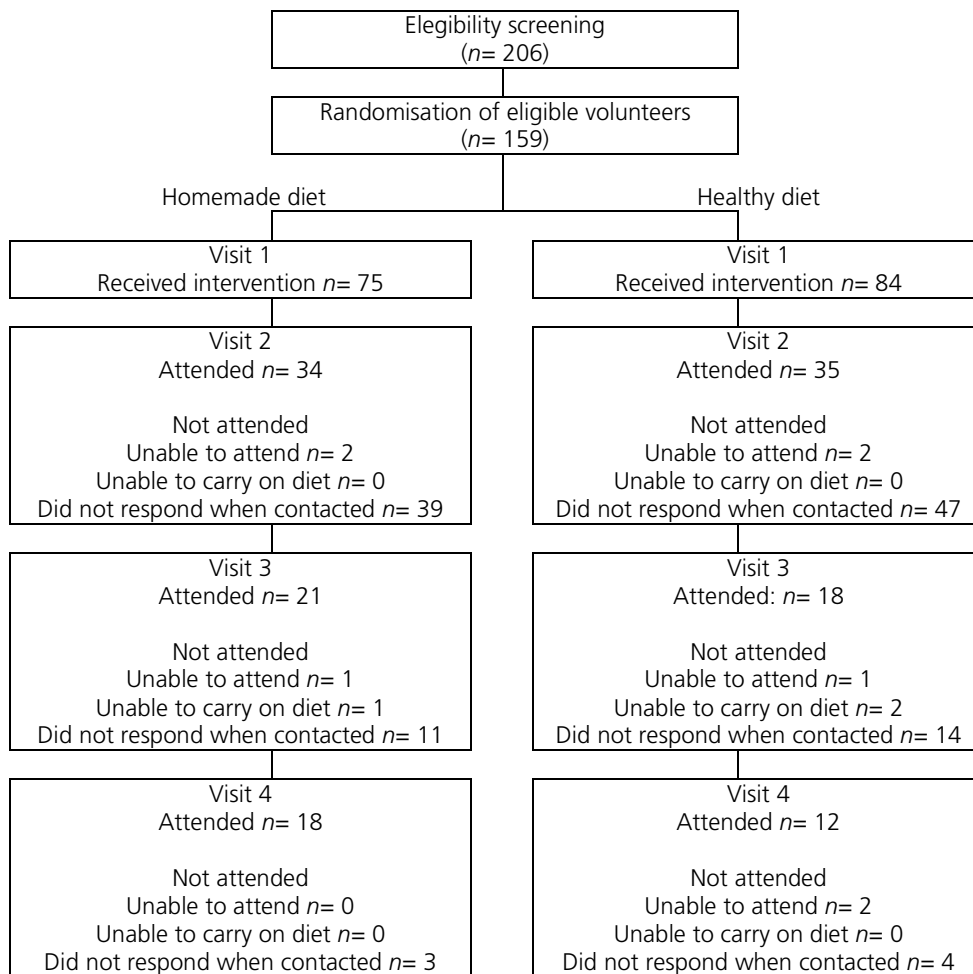 Elegibility screening
(n= 206)
Randomisation of eligible volunteers
(n= 159)
Homemade diet
Healthy diet
Visit 1
Received intervention n= 75
Visit 1
Received intervention n= 84
Visit 2
Attended n= 34
Not attended
Unable to attend n= 2
Unable to carry on diet n= 0
Did not respond when contacted n= 39
Visit 2
Attended n= 35
Not attended
Unable to attend n= 2
Unable to carry on diet n= 0
Did not respond when contacted n= 47
Visit 3
Attended n= 21
Not attended
Unable to attend n= 1
Unable to carry on diet n= 1
Did not respond when contacted n= 11
Visit 3
Attended: n= 18
Not attended
Unable to attend n= 1
Unable to carry on diet n= 2
Did not respond when contacted n= 14
Visit 4
Attended n= 18
Not attended
Unable to attend n= 0
Unable to carry on diet n= 0
Did not respond when contacted n= 3
Visit 4
Attended n= 12
Not attended
Unable to attend n= 2
Unable to carry on diet n= 0
Did not respond when contacted n= 4